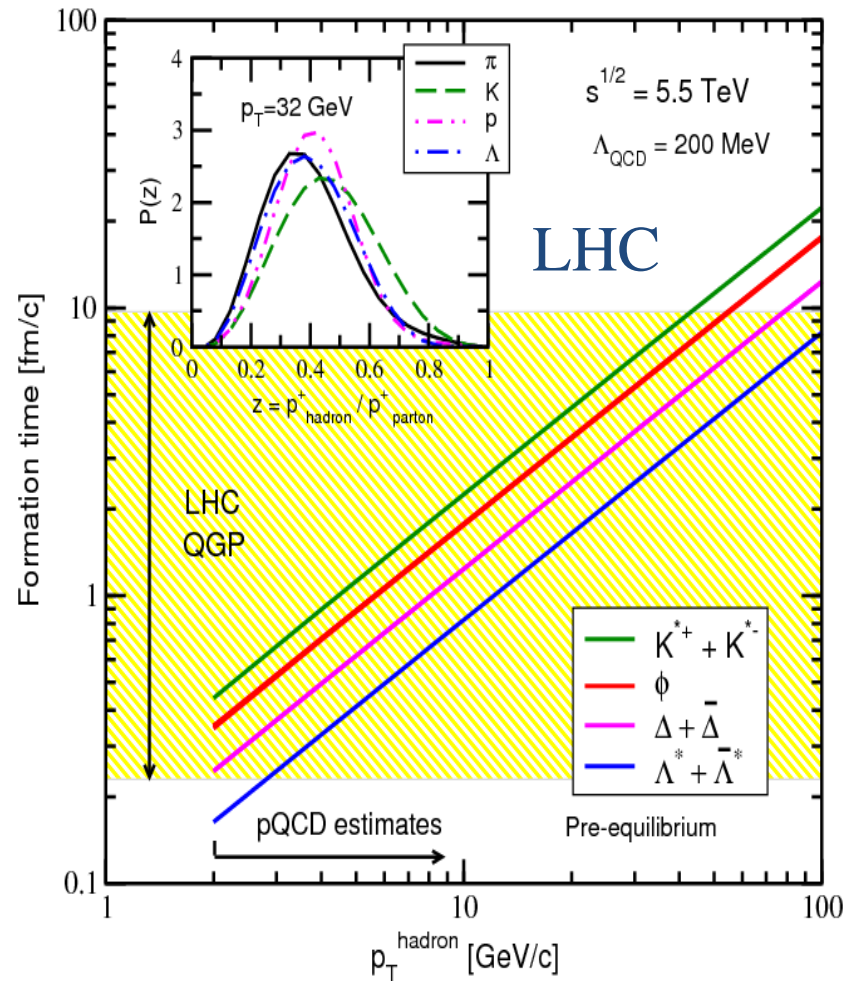 100
4
π
K
p
Λ
p_T=32 GeV
s^1/2 = 5.5 TeV
3
Λ_QCD = 200 MeV
P(z)
2
LHC
1
10
0
0 0.2 0.4 0.6 0.8 1
z = p^+_hadron / p^+_parton
Formation time [fm/c]
LHC
QGP
1
K^*+ + K^*-
ϕ
Δ + Δ̄
Λ^* + Λ̄^*
pQCD estimates
Pre-equilibrium
0.1
1 10 100
p_T^hadron [GeV/c]